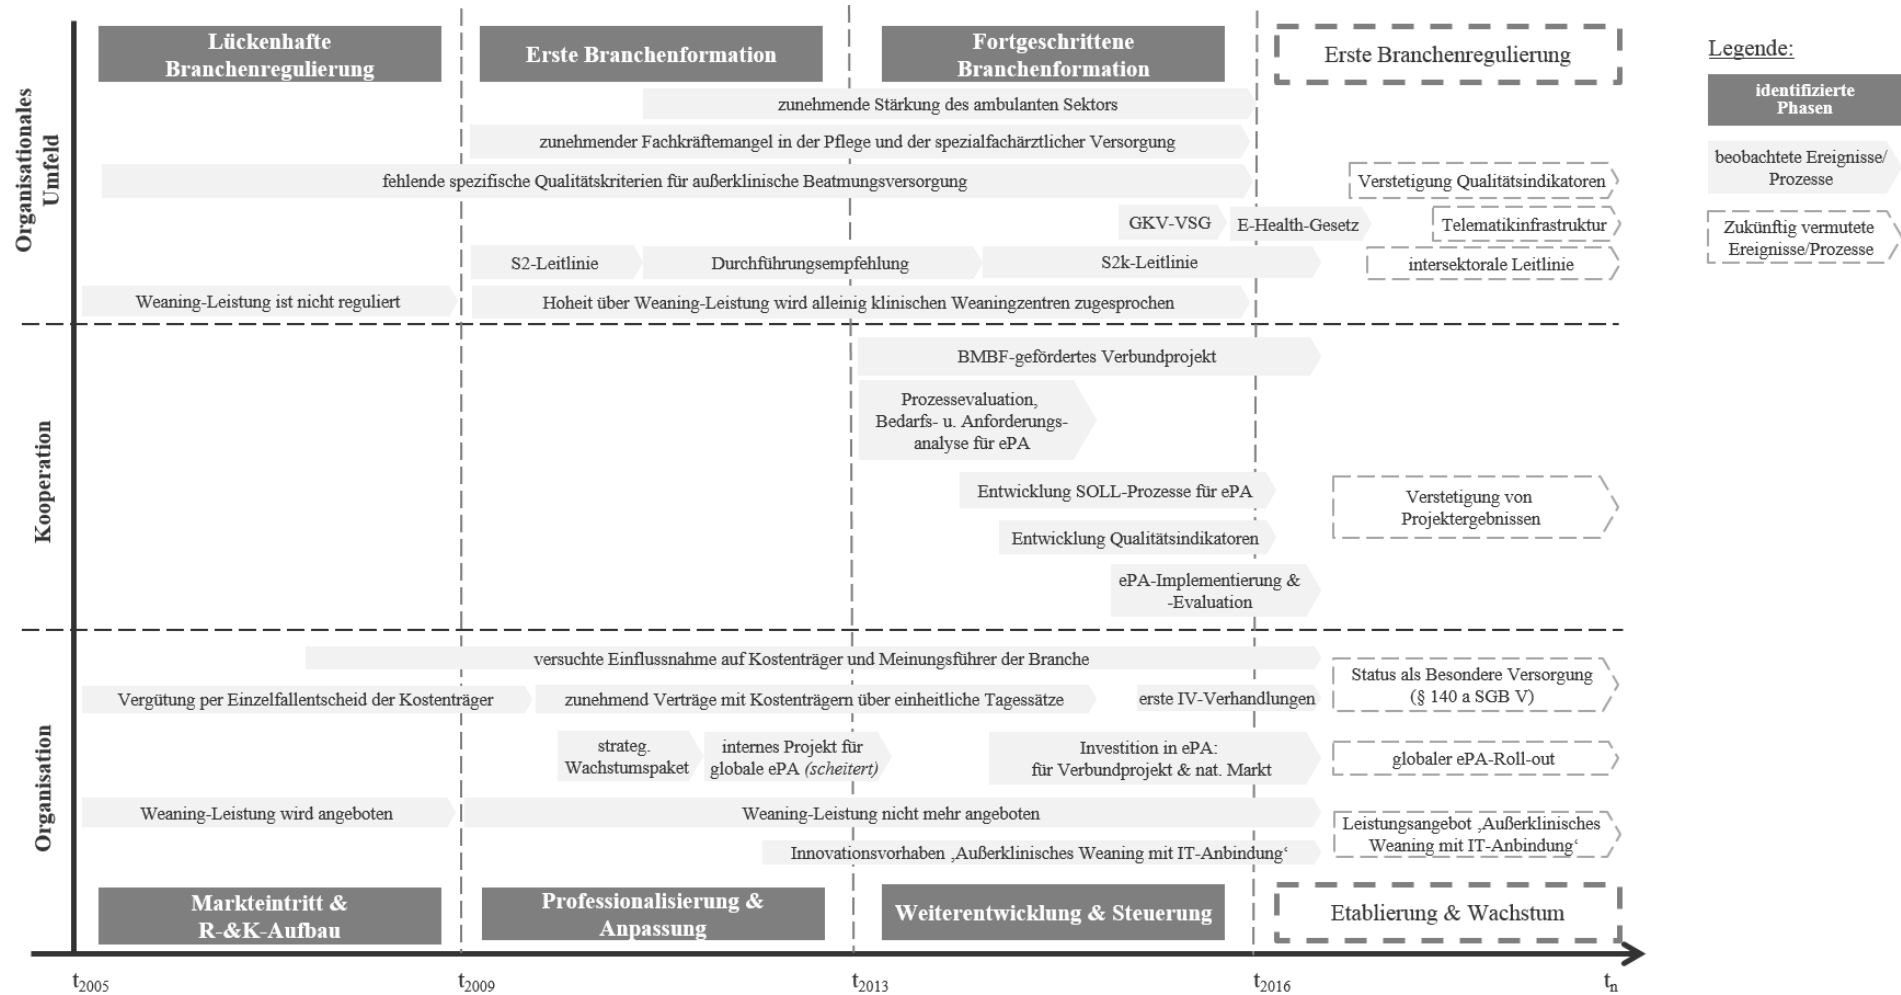 Lückenhafte
Branchenregulierung
Erste Branchenformation
Fortgeschrittene
Branchenformation
Erste Branchenregulierung
Legende:
identifizierte
Phasen
beobachtete Ereignisse/
Prozesse
Zukünftig vermutete
Ereignisse/Prozesse
Organisationales
Umfeld
zunehmende Stärkung des ambulanten Sektors
zunehmender Fachkräftemangel in der Pflege und der spezialfachärztlicher Versorgung
fehlende spezifische Qualitätskriterien für außerklinische Beatmungsversorgung
Verstetigung Qualitätsindikatoren
GKV-VSG
E-Health-Gesetz
Telematikinfrastruktur
S2-Leitlinie
Durchführungsempfehlung
S2k-Leitlinie
intersektorale Leitlinie
Weaning-Leistung ist nicht reguliert
Hoheit über Weaning-Leistung wird alleinig klinischen Weaningzentren zugesprochen
Kooperation
BMBF-gefördertes Verbundprojekt
Prozessevaluation,
Bedarfs- u. Anforderungs-
analyse für ePA
Entwicklung SOLL-Prozesse für ePA
Verstetigung von
Projektergebnissen
Entwicklung Qualitätsindikatoren
ePA-Implementierung &
-Evaluation
Organisation
versuchte Einflussnahme auf Kostenträger und Meinungsführer der Branche
Status als Besondere Versorgung
(§ 140 a SGB V)
Vergütung per Einzelfallentscheid der Kostenträger
zunehmend Verträge mit Kostenträgern über einheitliche Tagessätze
erste IV-Verhandlungen
strateg.
Wachstumspaket
internes Projekt für
globale ePA (scheitert)
Investition in ePA:
für Verbundprojekt & nat. Markt
globaler ePA-Roll-out
Weaning-Leistung wird angeboten
Weaning-Leistung nicht mehr angeboten
Leistungsangebot ‚Außerklinisches
Weaning mit IT-Anbindung‘
Innovationsvorhaben ‚Außerklinisches Weaning mit IT-Anbindung‘
Markteintritt &
R-&K-Aufbau
Professionalisierung &
Anpassung
Weiterentwicklung & Steuerung
Etablierung & Wachstum
t2005
t2009
t2013
t2016
tn